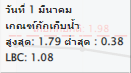 วันที่ 1 มีนาคม
เกณฑ์กักเก็บน้ำ
สูงสุด: 1.79 ต่ำสุด : 0.38
LBC: 1.08